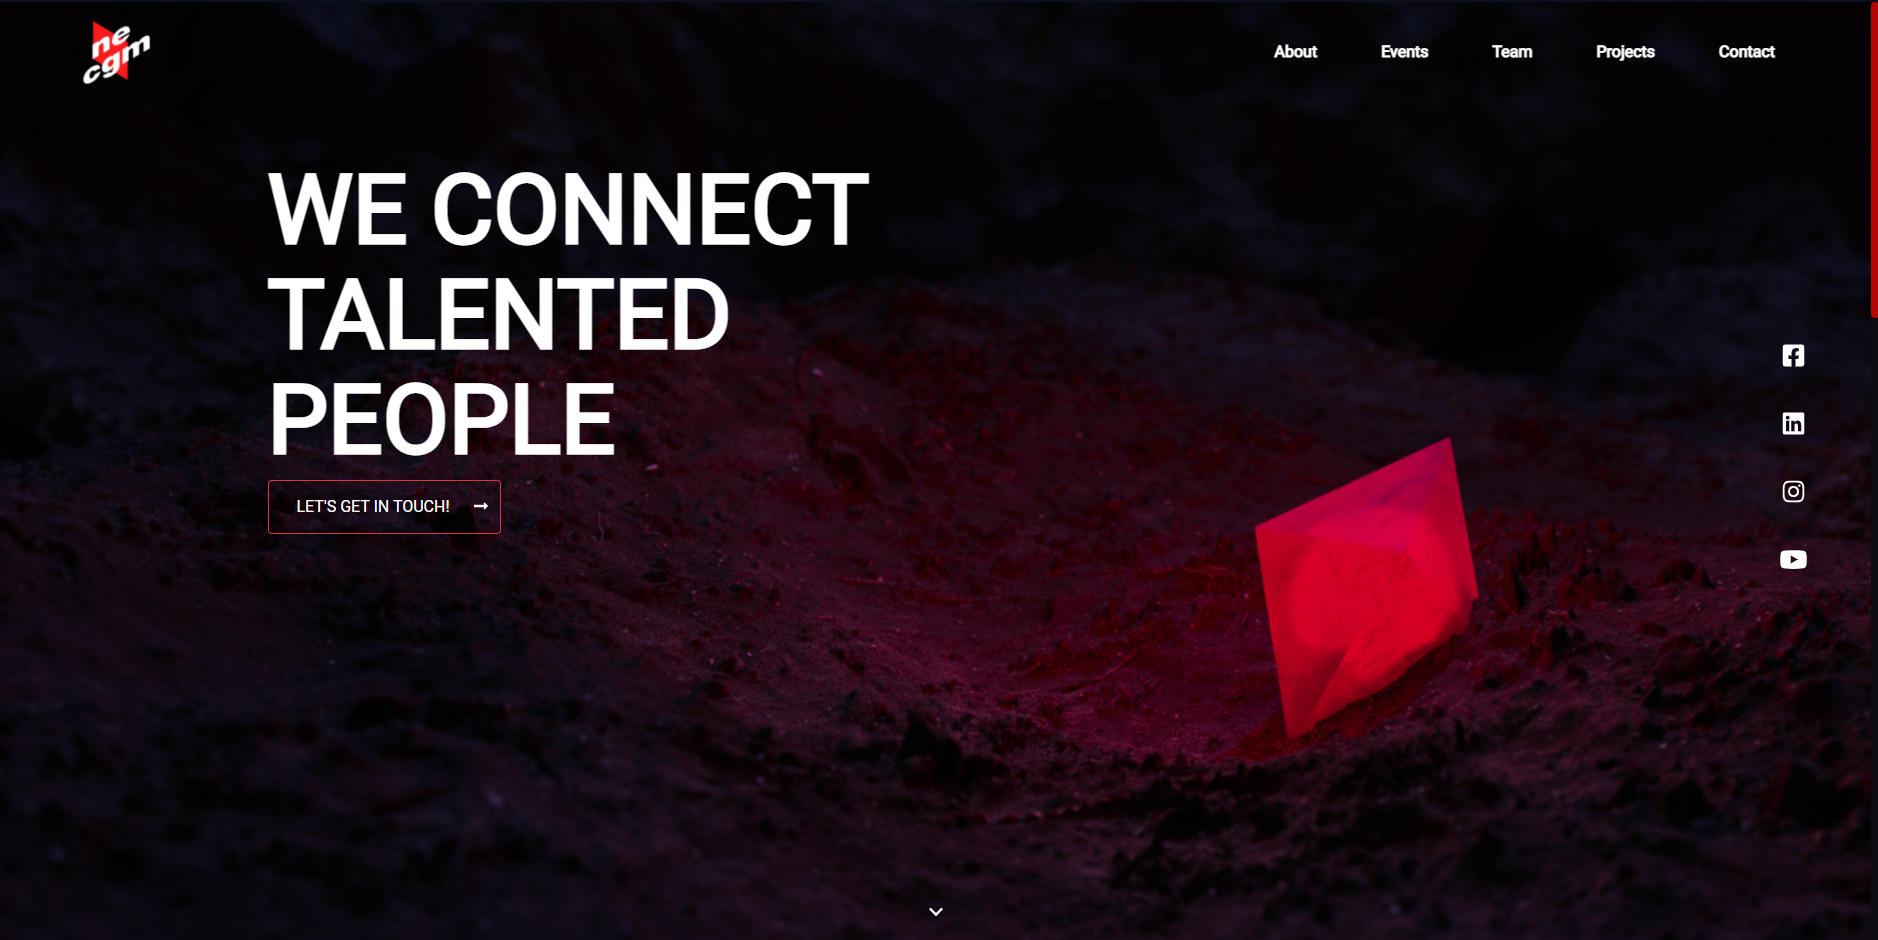 ne
cgm
About
Events
Team
Projects
Contact
WE CONNECT
TALENTED
PEOPLE
LET'S GET IN TOUCH!